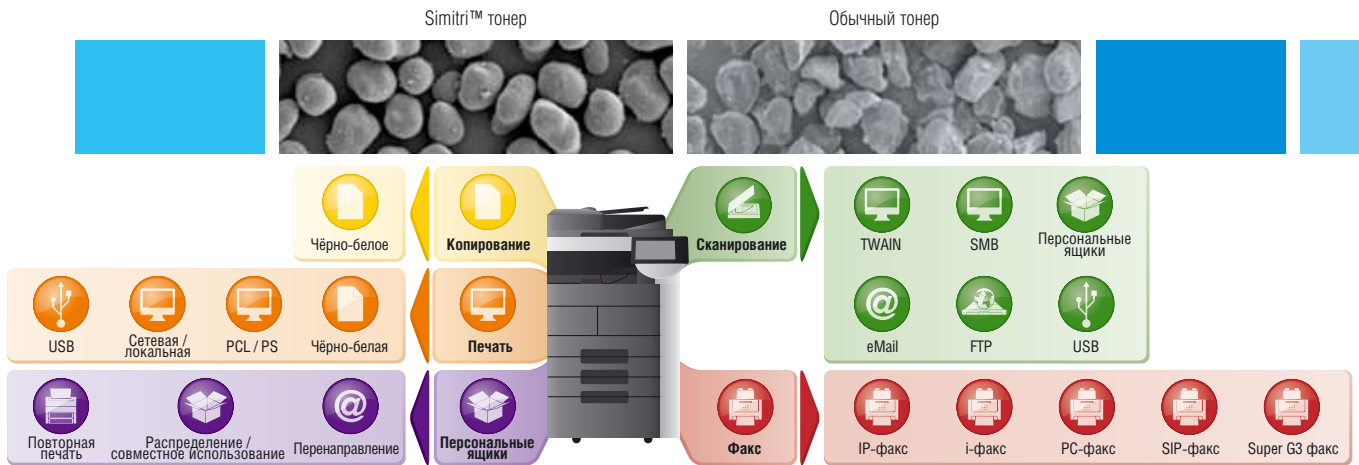 Simitri™ тонер
Обычный тонер
Чёрно-белое
Копирование
Сканирование
TWAIN
SMB
Персональные
ящики
eMail
FTP
USB
USB
Сетевая /
локальная
PCL / PS
Чёрно-белая
Печать
Повторная
печать
Распределение /
совместное использование
Перенаправление
Персональные
ящики
Факс
IP-факс
i-факс
PC-факс
SIP-факс
Super G3 факс